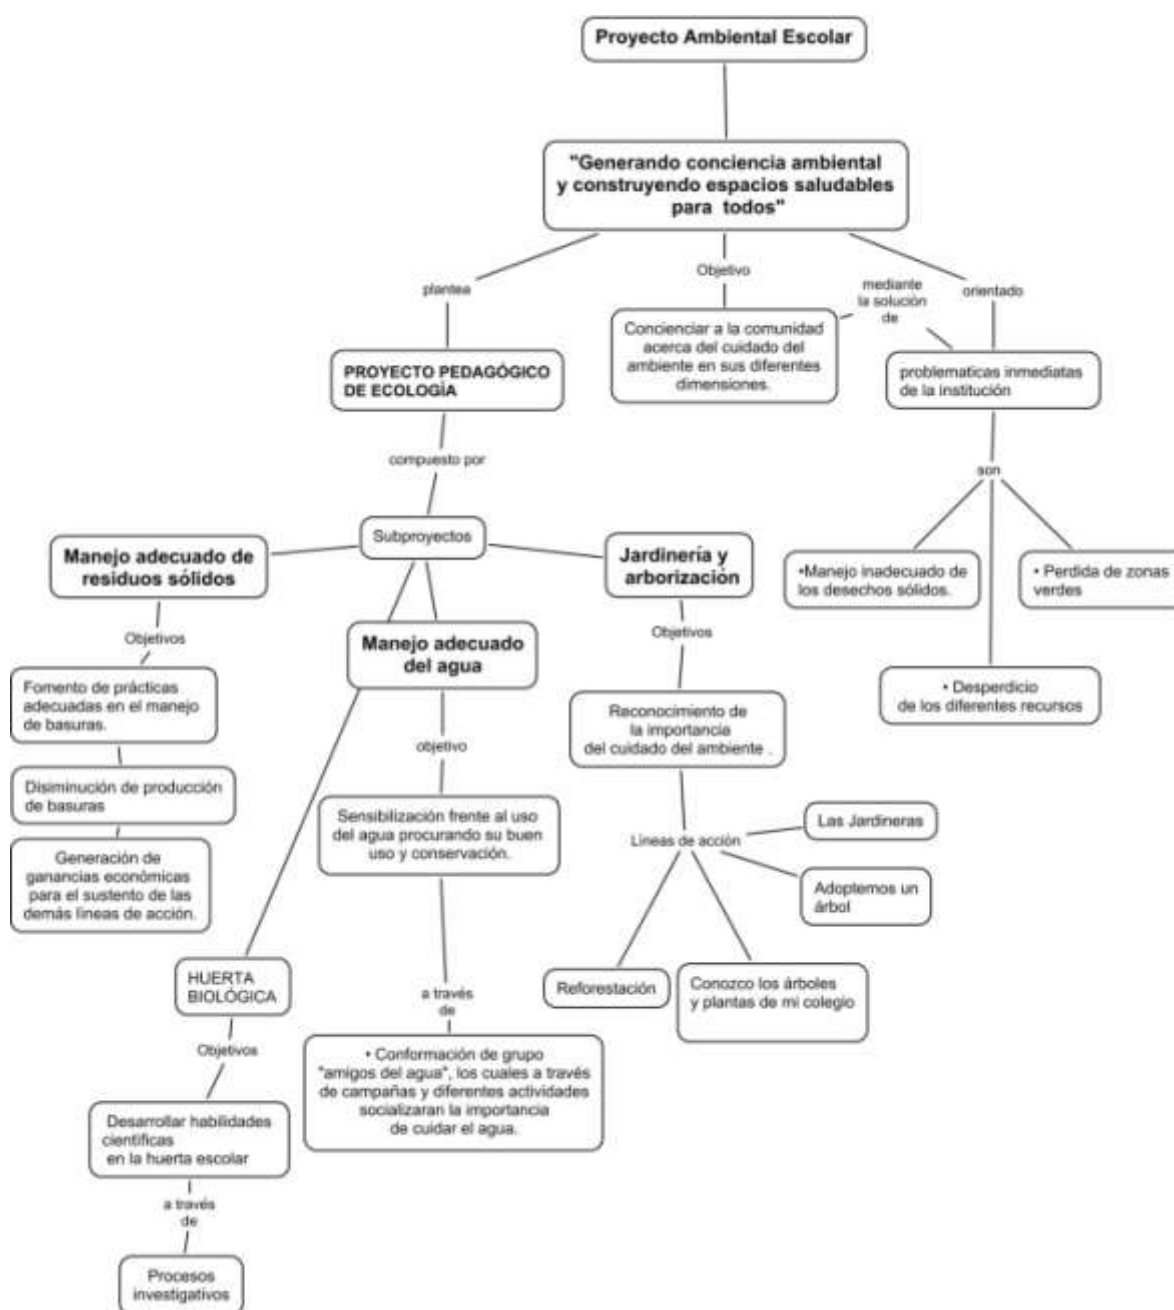 Proyecto Ambiental Escolar
"Generando conciencia ambiental
y construyendo espacios saludables
para todos"
plantea
Objetivo
mediante
la solución
de
orientado
Concienciar a la comunidad
acerca del cuidado del
ambiente en sus diferentes
dimensiones.
problematicas inmediatas
de la institución
PROYECTO PEDAGÓGICO
DE ECOLOGÍA
compuesto por
son
Subproyectos
Manejo adecuado de
residuos sólidos
Jardinería y
arborización
•Manejo inadecuado de
los desechos sólidos.
• Perdida de zonas
verdes
• Desperdicio
de los diferentes recursos
Objetivos
Fomento de prácticas
adecuadas en el manejo
de basuras.
Disiminución de producción
de basuras
Generación de
ganancias económicas
para el sustento de las
demás líneas de acción.
Manejo adecuado
del agua
objetivo
Sensibilización frente al uso
del agua procurando su buen
uso y conservación.
a través
de
• Conformación de grupo
"amigos del agua", los cuales a través
de campañas y diferentes actividades
socializaran la importancia
de cuidar el agua.
Objetivos
Reconocimiento de
la importancia
del cuidado del ambiente .
Líneas de acción
Las Jardineras
Adoptemos un
árbol
Reforestación
Conozco los árboles
y plantas de mi colegio
HUERTA
BIOLÓGICA
Objetivos
Desarrollar habilidades
científicas
en la huerta escolar
a través
de
Procesos
investigativos